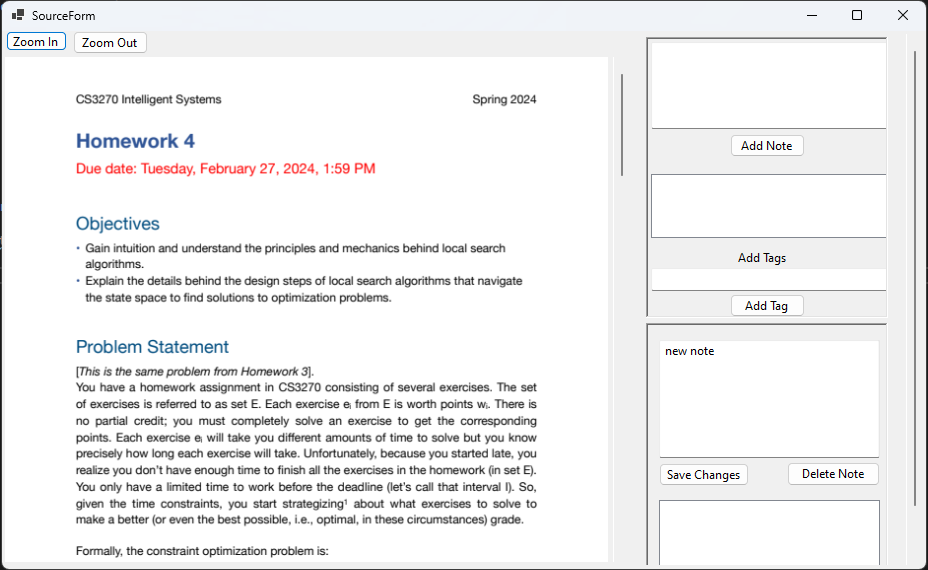 SourceForm
Zoom In Zoom Out
CS3270 Intelligent Systems Spring 2024
Homework 4
Due date: Tuesday, February 27, 2024, 1:59 PM
Objectives
• Gain intuition and understand the principles and mechanics behind local search
algorithms.
• Explain the details behind the design steps of local search algorithms that navigate
the state space to find solutions to optimization problems.
Problem Statement
[This is the same problem from Homework 3].
You have a homework assignment in CS3270 consisting of several exercises. The set
of exercises is referred to as set E. Each exercise eᵢ from E is worth points wᵢ. There is
no partial credit; you must completely solve an exercise to get the corresponding
points. Each exercise eᵢ will take you different amounts of time to solve but you know
precisely how long each exercise will take. Unfortunately, because you started late, you
realize you don't have enough time to finish all the exercises in the homework (in set E).
You only have a limited time to work before the deadline (let's call that interval I). So,
given the time constraints, you start strategizing¹ about what exercises to solve to
make a better (or even the best possible, i.e., optimal, in these circumstances) grade.
Formally, the constraint optimization problem is:
Add Note
Add Tags
Add Tag
new note
Save Changes Delete Note